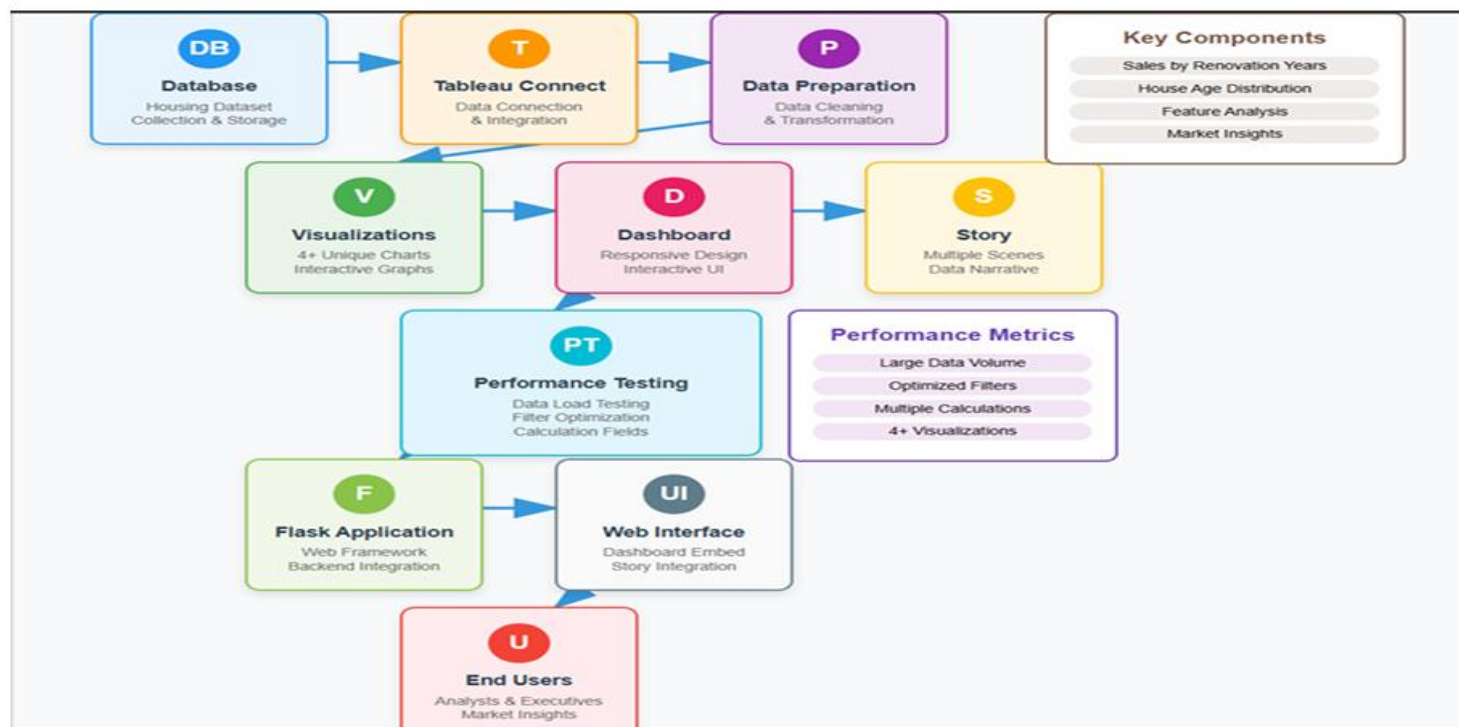 DB
Database
Housing Dataset
Collection & Storage
T
Tableau Connect
Data Connection
& Integration
P
Data Preparation
Data Cleaning
& Transformation
Key Components
Sales by Renovation Years
House Age Distribution
Feature Analysis
Market Insights
V
Visualizations
4+ Unique Charts
Interactive Graphs
D
Dashboard
Responsive Design
Interactive UI
S
Story
Multiple Scenes
Data Narrative
PT
Performance Testing
Data Load Testing
Filter Optimization
Calculation Fields
Performance Metrics
Large Data Volume
Optimized Filters
Multiple Calculations
4+ Visualizations
F
Flask Application
Web Framework
Backend Integration
UI
Web Interface
Dashboard Embed
Story Integration
U
End Users
Analysts & Executives
Market Insights